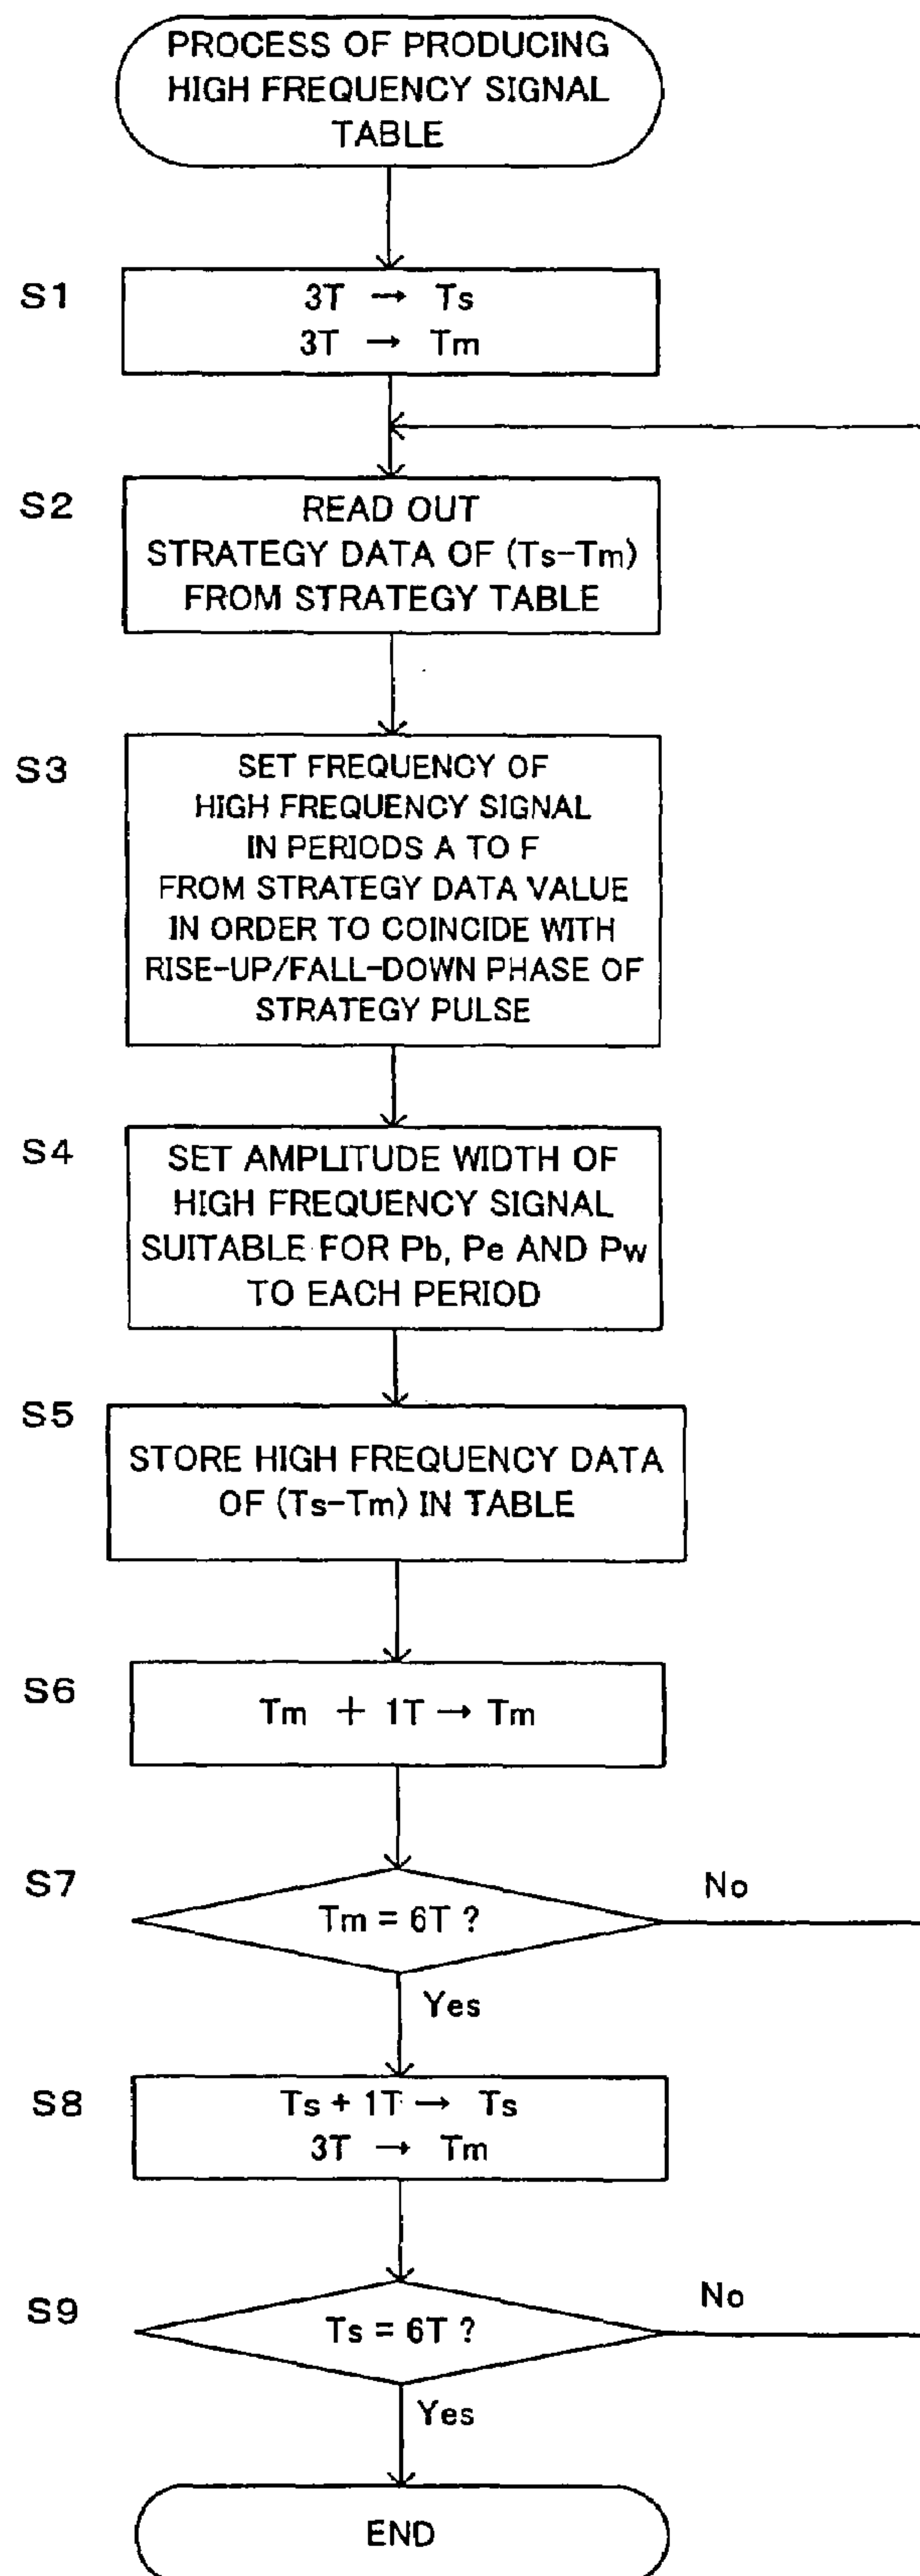 PROCESS OF PRODUCING
HIGH FREQUENCY SIGNAL
TABLE
S1
3T → Ts
3T → Tm
S2
READ OUT
STRATEGY DATA OF (Ts-Tm)
FROM STRATEGY TABLE
S3
SET FREQUENCY OF
HIGH FREQUENCY SIGNAL
IN PERIODS A TO F
FROM STRATEGY DATA VALUE
IN ORDER TO COINCIDE WITH
RISE-UP/FALL-DOWN PHASE OF
STRATEGY PULSE
S4
SET AMPLITUDE WIDTH OF
HIGH FREQUENCY SIGNAL
SUITABLE FOR Pb, Pe AND Pw
TO EACH PERIOD
S5
STORE HIGH FREQUENCY DATA
OF (Ts-Tm) IN TABLE
S6
Tm + 1T → Tm
S7
Tm = 6T ?
No
Yes
S8
Ts + 1T → Ts
3T → Tm
S9
Ts = 6T ?
No
Yes
END